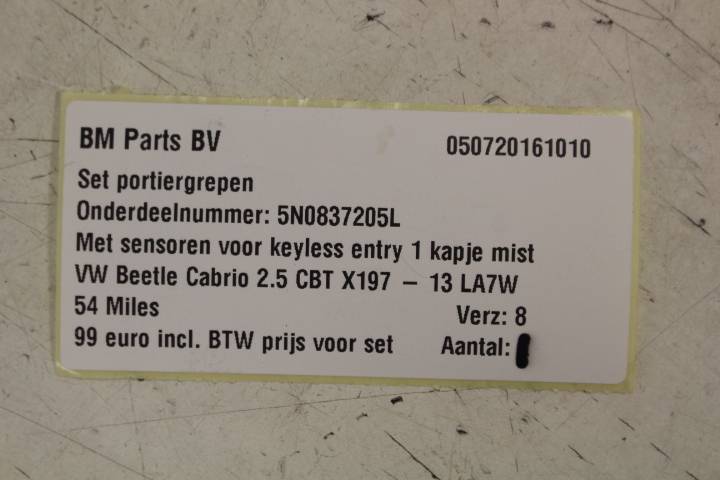 BM Parts BV 050720161010
Set portiergrepen
Onderdeelnummer: 5N0837205L
Met sensoren voor keyless entry 1 kapje mist
VW Beetle Cabrio 2.5 CBT X197 – 13 LA7W
54 Miles Verz: 8
99 euro incl. BTW prijs voor set Aantal: